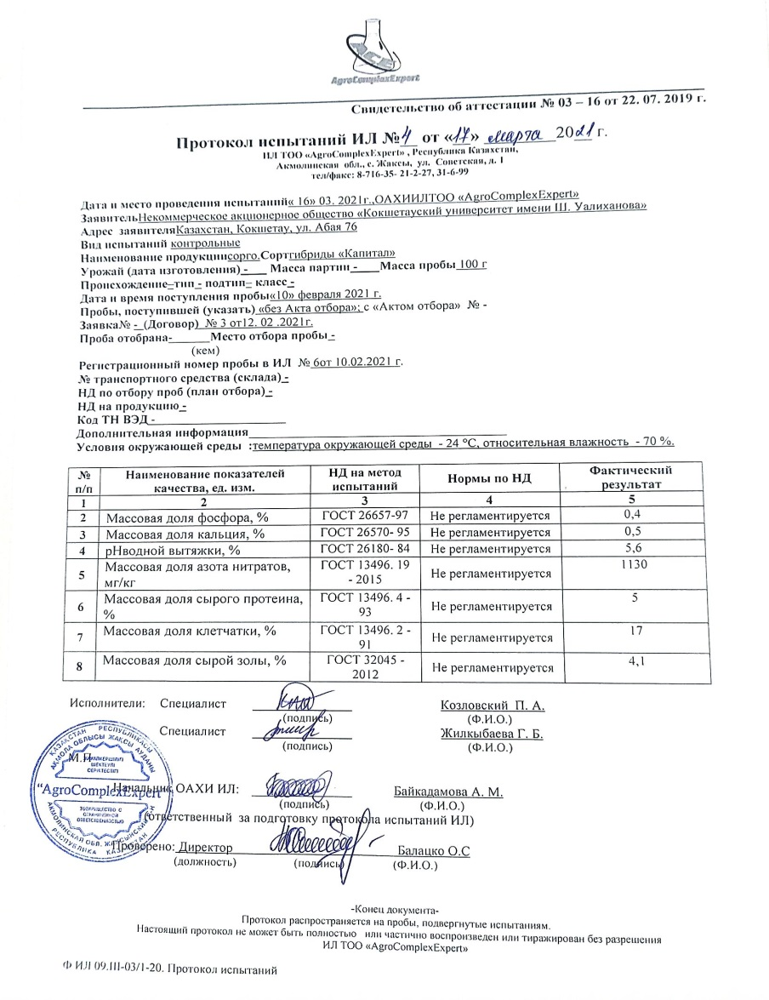 ACE
AgroComplexExpert
Свидетельство об аттестации № 03 – 16 от 22. 07. 2019 г.
Протокол испытаний ИЛ №4 от «17» марта 2021 г.
ИЛ ТОО «AgroComplexExpert» , Республика Казахстан,
Акмолинская обл., с. Жаксы, ул. Советская, д. 1
тел/факс: 8-716-35- 21-2-27, 31-6-99
Дата и место проведения испытаний« 16» 03. 2021г.,ОАХИИЛТОО «AgroComplexExpert»
ЗаявительНекоммерческое акционерное общество «Кокшетауский университет имени Ш. Уалиханова»
Адрес заявителяКазахстан, Кокшетау, ул. Абая 76
Вид испытаний контрольные
Наименование продукциисорго.Сортгибриды «Капитал»
Урожай (дата изготовления) -____ Масса партии -_____Масса пробы 100 г
Происхождение–тип - подтип– класс -
Дата и время поступления пробы«10» февраля 2021 г.
Пробы, поступившей (указать) «без Акта отбора»; с «Актом отбора» № -
Заявка№ - (Договор) № 3 от12. 02 .2021г.
Проба отобрана-_______Место отбора пробы -
(кем)
Регистрационный номер пробы в ИЛ № 6от 10.02.2021 г.
№ транспортного средства (склада) -
НД по отбору проб (план отбора) -
НД на продукцию -
Код ТН ВЭД -
Дополнительная информация
Условия окружающей среды :температура окружающей среды - 24 °С, относительная влажность - 70 %.
№ п/п Наименование показателей качества, ед. изм. НД на метод испытаний Нормы по НД Фактический результат
1 2 3 4 5
2 Массовая доля фосфора, % ГОСТ 26657-97 Не регламентируется 0,4
3 Массовая доля кальция, % ГОСТ 26570- 95 Не регламентируется 0,5
4 рНводной вытяжки, % ГОСТ 26180- 84 Не регламентируется 5,6
5 Массовая доля азота нитратов, мг/кг ГОСТ 13496. 19 - 2015 Не регламентируется 1130
6 Массовая доля сырого протеина, % ГОСТ 13496. 4 - 93 Не регламентируется 5
7 Массовая доля клетчатки, % ГОСТ 13496. 2 - 91 Не регламентируется 17
8 Массовая доля сырой золы, % ГОСТ 32045 - 2012 Не регламентируется 4,1
Исполнители: Специалист Козловский П. А.
(подпись) (Ф.И.О.)
Специалист Жилкыбаева Г. Б.
(подпись) (Ф.И.О.)
М.П.
Начальник ОАХИ ИЛ: Байкадамова А. М.
(подпись) (Ф.И.О.)
(ответственный за подготовку протокола испытаний ИЛ)
Проверено: Директор Балацко О.С
(должность) (подпись) (Ф.И.О.)
ҚАЗАҚСТАН РЕСПУБЛИКАСЫ
АҚМОЛА ОБЛЫСЫ ЖАҚСЫ АУДАНЫ
ЖАУАПКЕРШІЛІГІ
ШЕКТЕУЛІ
СЕРІКТЕСТІГІ
"AgroComplexExpert"
ТОВАРИЩЕСТВО С
ОГРАНИЧЕННОЙ
ОТВЕТСТВЕННОСТЬЮ
АКМОЛИНСКАЯ ОБЛ. ЖАКСЫНСКИЙ Р-Н
РЕСПУБЛИКА КАЗАХСТАН
-Конец документа-
Протокол распространяется на пробы, подвергнутые испытаниям.
Настоящий протокол не может быть полностью или частично воспроизведен или тиражирован без разрешения
ИЛ ТОО «AgroComplexExpert»
Ф ИЛ 09.III-03/1-20. Протокол испытаний